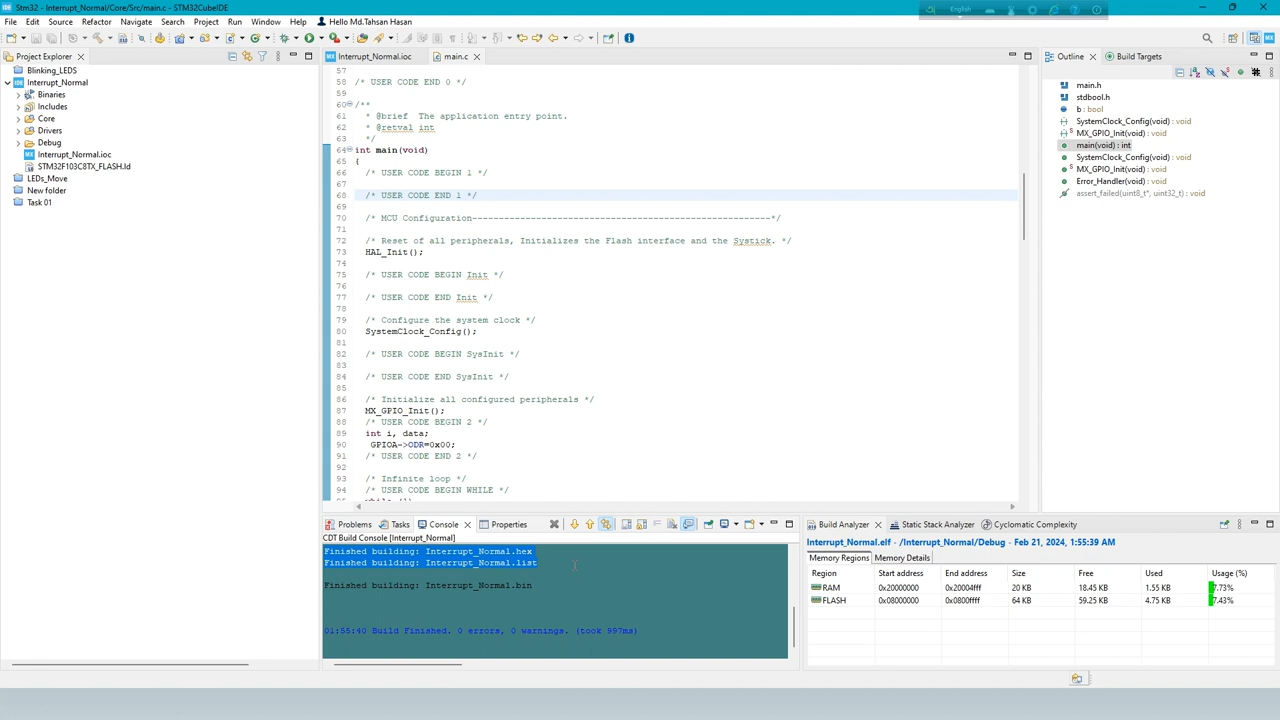 Stm32 - Interrupt_Normal/Core/Src/main.c - STM32CubeIDE
English
File Edit Source Refactor Navigate Search Project Run Window Help Hello Md.Tahsan Hasan
Project Explorer
Blinking_LEDS
Interrupt_Normal
Binaries
Includes
Core
Drivers
Debug
Interrupt_Normal.ioc
STM32F103C8TX_FLASH.ld
LEDs_Move
New folder
Task 01
Interrupt_Normal.ioc main.c
57
58 /* USER CODE END 0 */
59
60 /**
61 * @brief The application entry point.
62 * @retval int
63 */
64 int main(void)
65 {
66 /* USER CODE BEGIN 1 */
67
68 /* USER CODE END 1 */
69
70 /* MCU Configuration--------------------------------------------------------*/
71
72 /* Reset of all peripherals, Initializes the Flash interface and the Systick. */
73 HAL_Init();
74
75 /* USER CODE BEGIN Init */
76
77 /* USER CODE END Init */
78
79 /* Configure the system clock */
80 SystemClock_Config();
81
82 /* USER CODE BEGIN SysInit */
83
84 /* USER CODE END SysInit */
85
86 /* Initialize all configured peripherals */
87 MX_GPIO_Init();
88 /* USER CODE BEGIN 2 */
89 int i, data;
90 GPIOA->ODR=0x00;
91 /* USER CODE END 2 */
92
93 /* Infinite loop */
94 /* USER CODE BEGIN WHILE */
Outline Build Targets
main.h
stdbool.h
b : bool
SystemClock_Config(void) : void
MX_GPIO_Init(void) : void
main(void) : int
SystemClock_Config(void) : void
MX_GPIO_Init(void) : void
Error_Handler(void) : void
assert_failed(uint8_t*, uint32_t) : void
Problems Tasks Console Properties
CDT Build Console [Interrupt_Normal]
Finished building: Interrupt_Normal.hex
Finished building: Interrupt_Normal.list
Finished building: Interrupt_Normal.bin
01:55:40 Build Finished. 0 errors, 0 warnings. (took 997ms)
Build Analyzer Static Stack Analyzer Cyclomatic Complexity
Interrupt_Normal.elf - /Interrupt_Normal/Debug - Feb 21, 2024, 1:55:39 AM
Memory Regions Memory Details
Region Start address End address Size Free Used Usage (%)
RAM 0x20000000 0x20004fff 20 KB 18.45 KB 1.55 KB 7.73%
FLASH 0x08000000 0x0800ffff 64 KB 59.25 KB 4.75 KB 7.43%